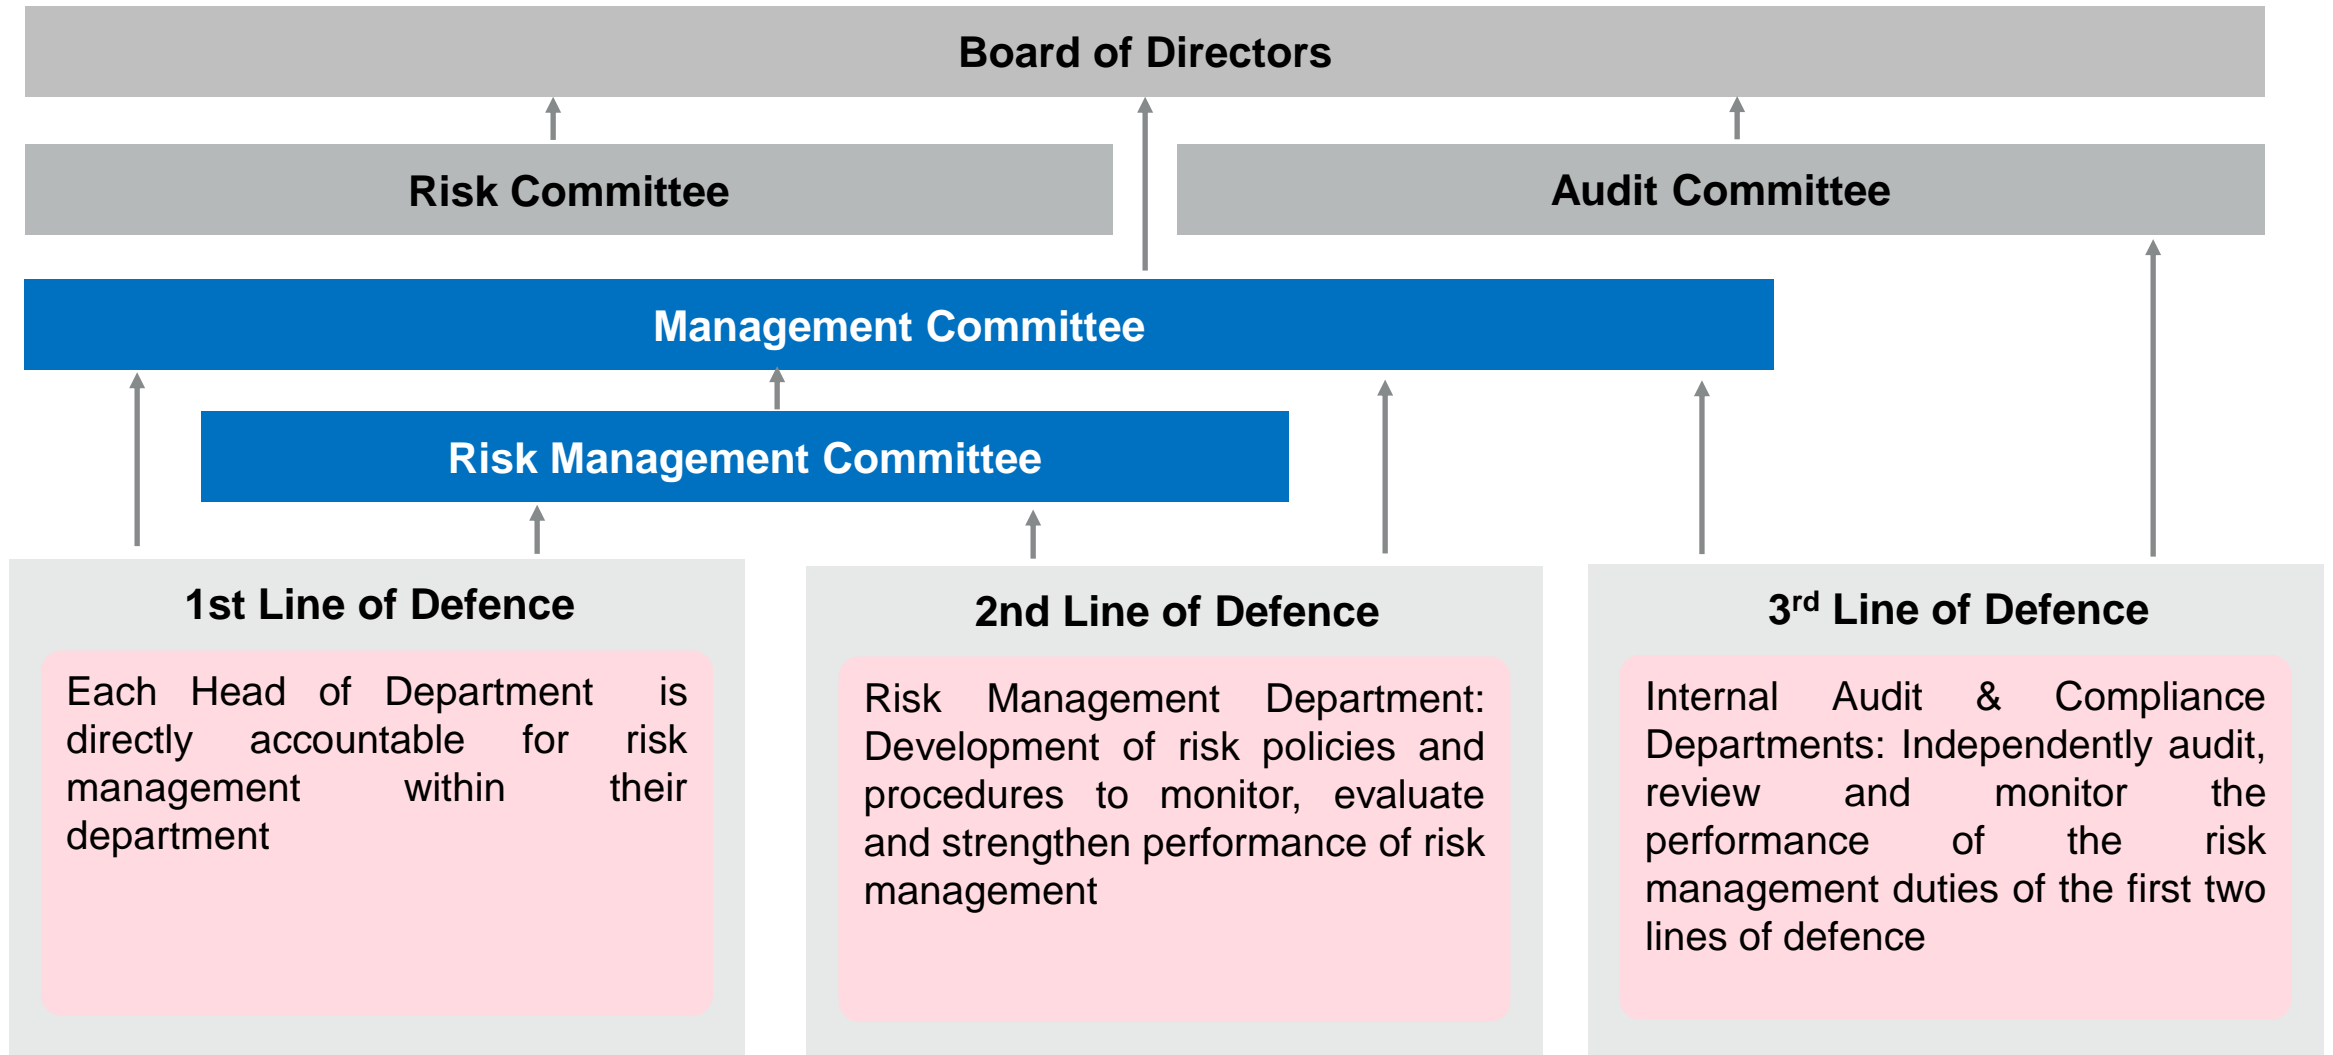 Board of Directors
Risk Committee
Audit Committee
Management Committee
Risk Management Committee
1st Line of Defence
Each Head of Department is
directly accountable for risk
management within their
department
2nd Line of Defence
Risk Management Department:
Development of risk policies and
procedures to monitor, evaluate
and strengthen performance of risk
management
3rd Line of Defence
Internal Audit & Compliance
Departments: Independently audit,
review and monitor the
performance of the risk
management duties of the first two
lines of defence